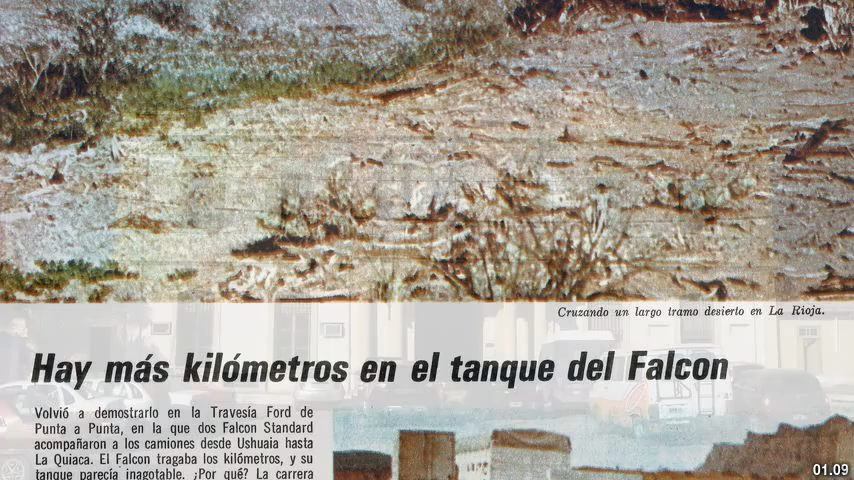 Cruzando un largo tramo desierto en La Rioja.
Hay más kilómetros en el tanque del Falcon
Volvió a demostrarlo en la Travesía Ford de
Punta a Punta, en la que dos Falcon Standard
acompañaron a los camiones desde Ushuaia hasta
La Quiaca. El Falcon tragaba los kilómetros, y su
tanque parecía inagotable. ¿Por qué? La carrera
01.09